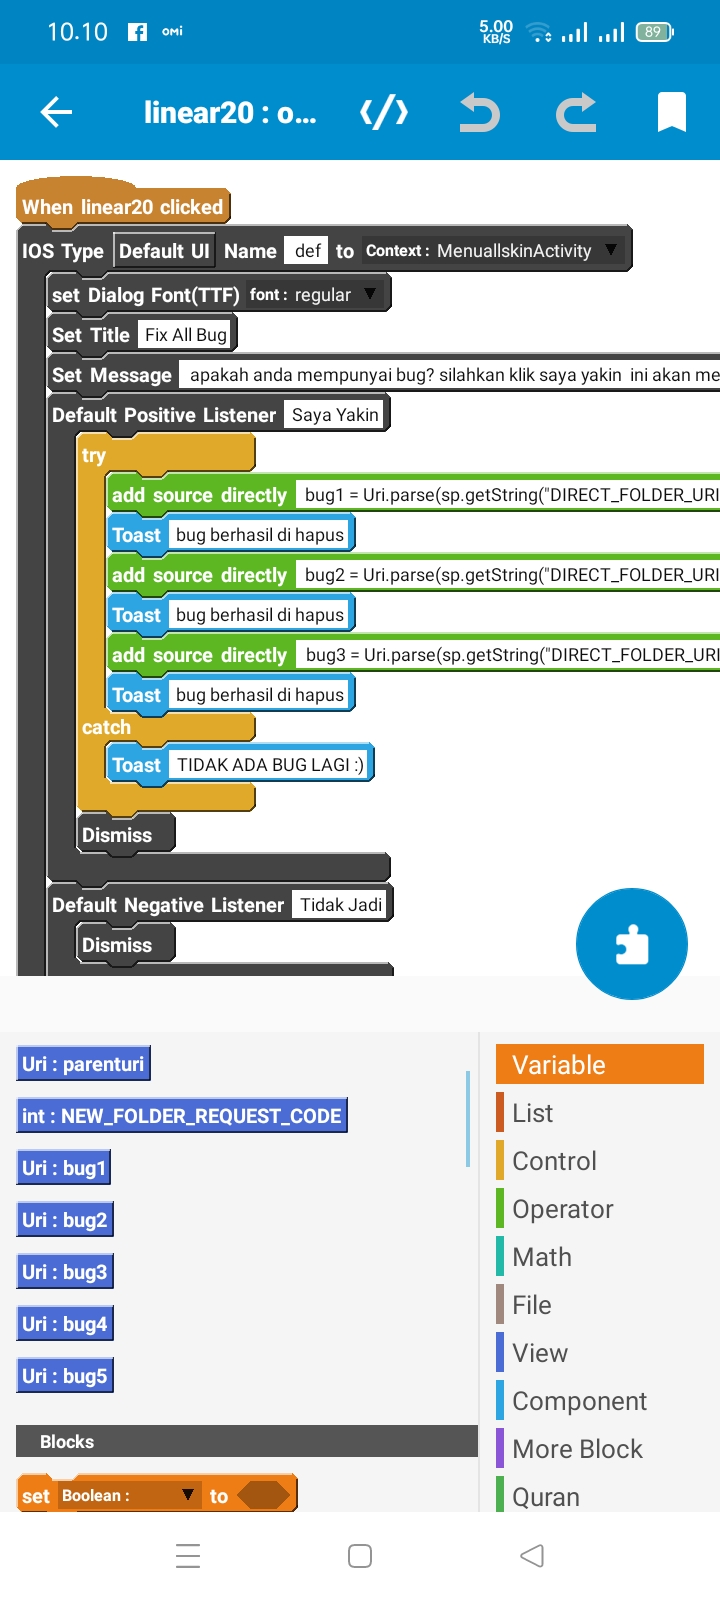 10.10 OMi 5.00 KB/S 89
linear20 : o...
When linear20 clicked
IOS Type Default UI Name def to Context : MenuallskinActivity
set Dialog Font(TTF) font : regular
Set Title Fix All Bug
Set Message apakah anda mempunyai bug? silahkan klik saya yakin ini akan me
Default Positive Listener Saya Yakin
try
add source directly bug1 = Uri.parse(sp.getString("DIRECT_FOLDER_URI
Toast bug berhasil di hapus
add source directly bug2 = Uri.parse(sp.getString("DIRECT_FOLDER_URI
Toast bug berhasil di hapus
add source directly bug3 = Uri.parse(sp.getString("DIRECT_FOLDER_URI
Toast bug berhasil di hapus
catch
Toast TIDAK ADA BUG LAGI :)
Dismiss
Default Negative Listener Tidak Jadi
Dismiss
Uri : parenturi
int : NEW_FOLDER_REQUEST_CODE
Uri : bug1
Uri : bug2
Uri : bug3
Uri : bug4
Uri : bug5
Blocks
set Boolean : to
Variable
List
Control
Operator
Math
File
View
Component
More Block
Quran